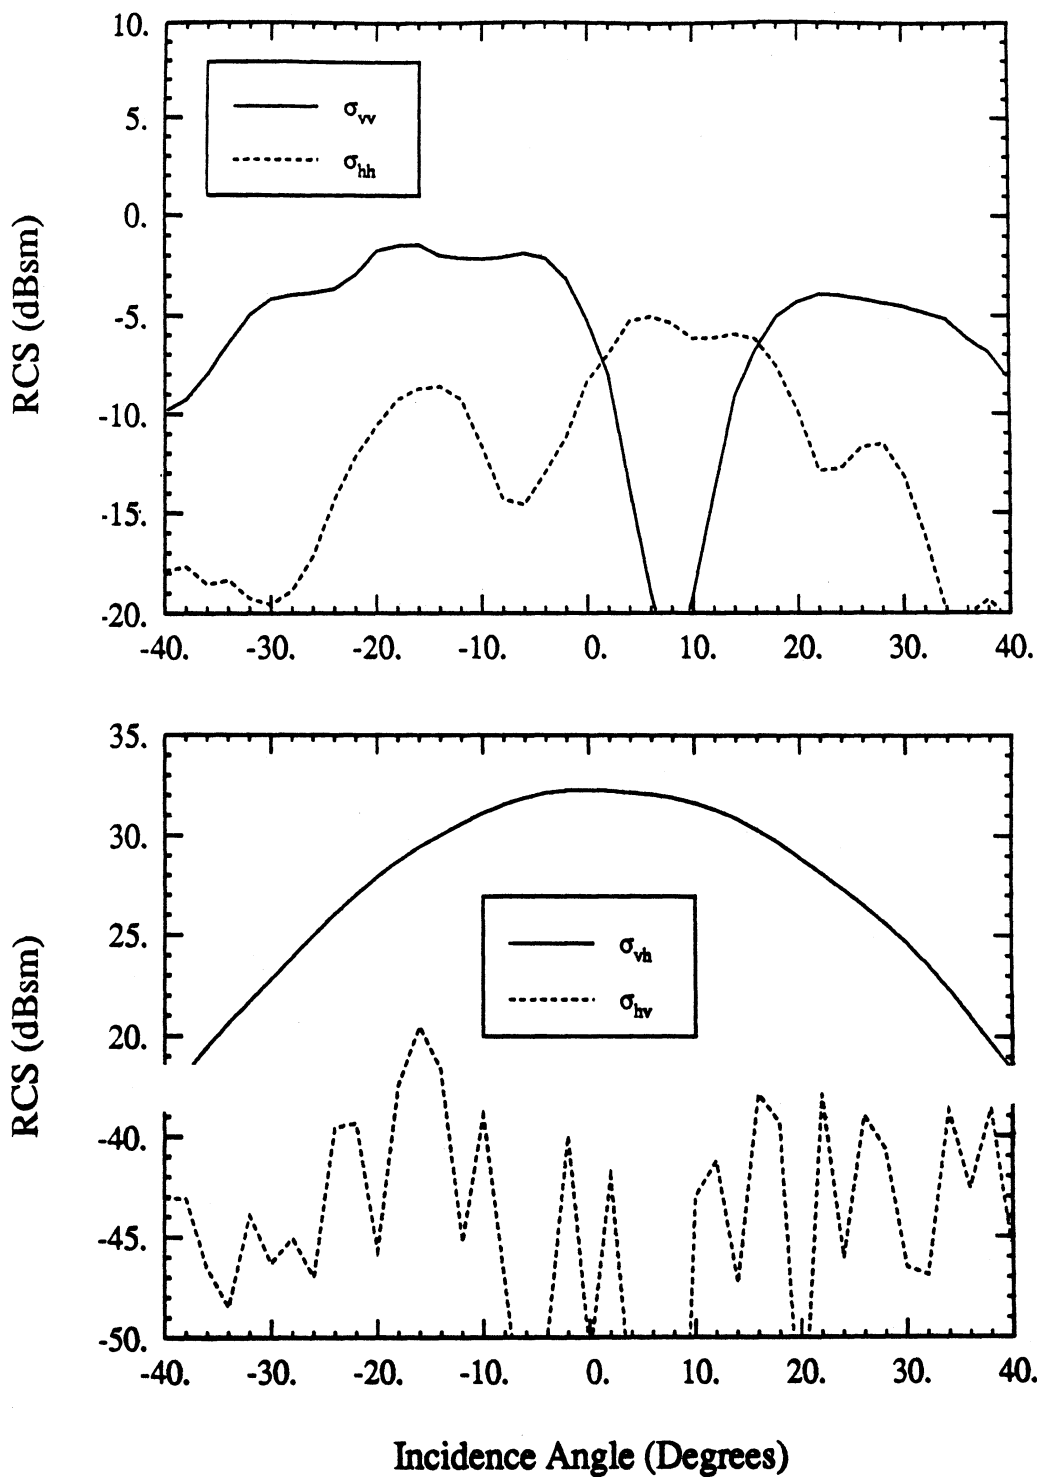 10.
5.
0.
-5.
-10.
-15.
-20.
RCS (dBsm)
σvv
σhh
-40. -30. -20. -10. 0. 10. 20. 30. 40.
35.
30.
25.
20.
-40.
-45.
-50.
RCS (dBsm)
σvh
σhv
-40. -30. -20. -10. 0. 10. 20. 30. 40.
Incidence Angle (Degrees)